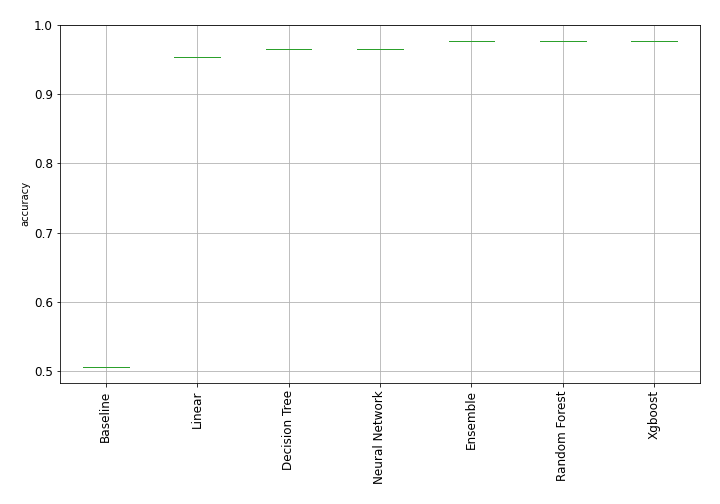 1.0
0.9
0.8
0.7
0.6
0.5
accuracy
Baseline
Linear
Decision Tree
Neural Network
Ensemble
Random Forest
Xgboost